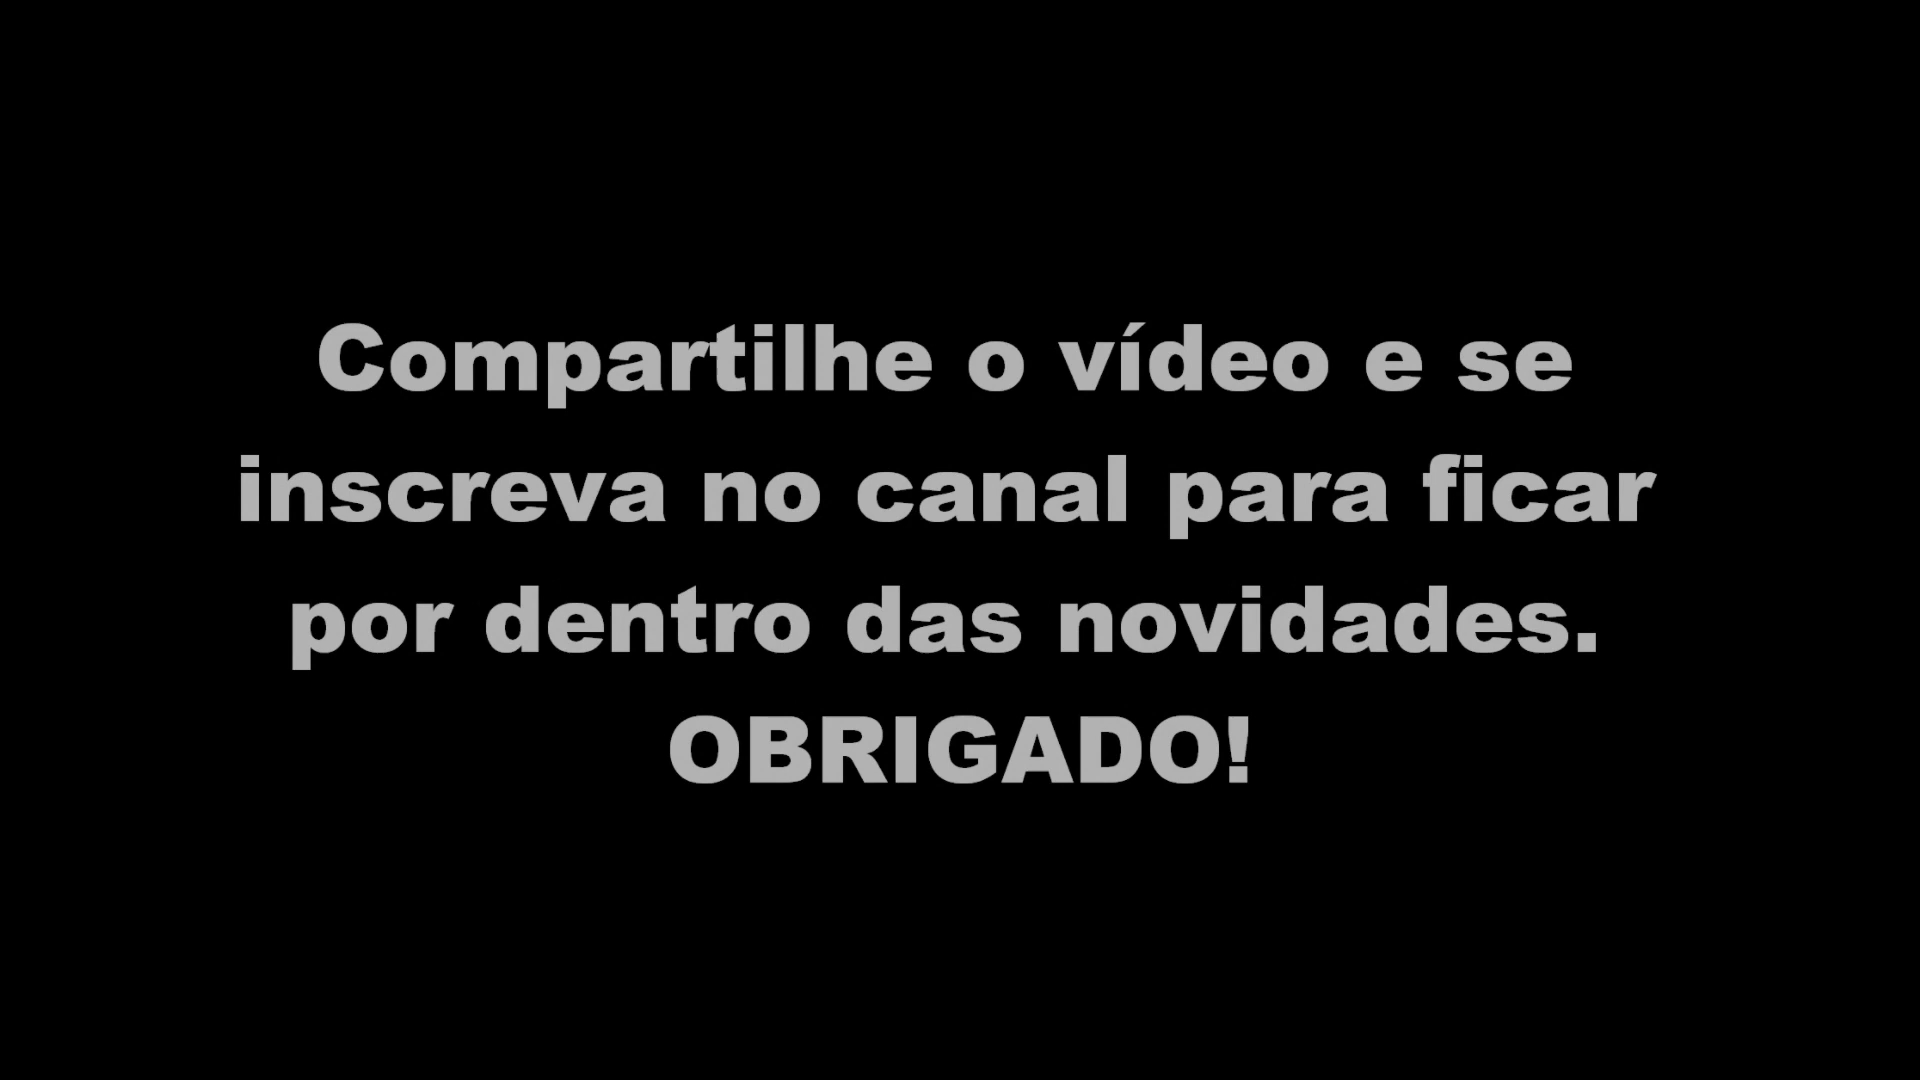 Compartilhe o vídeo e se
inscreva no canal para ficar
por dentro das novidades.
OBRIGADO!